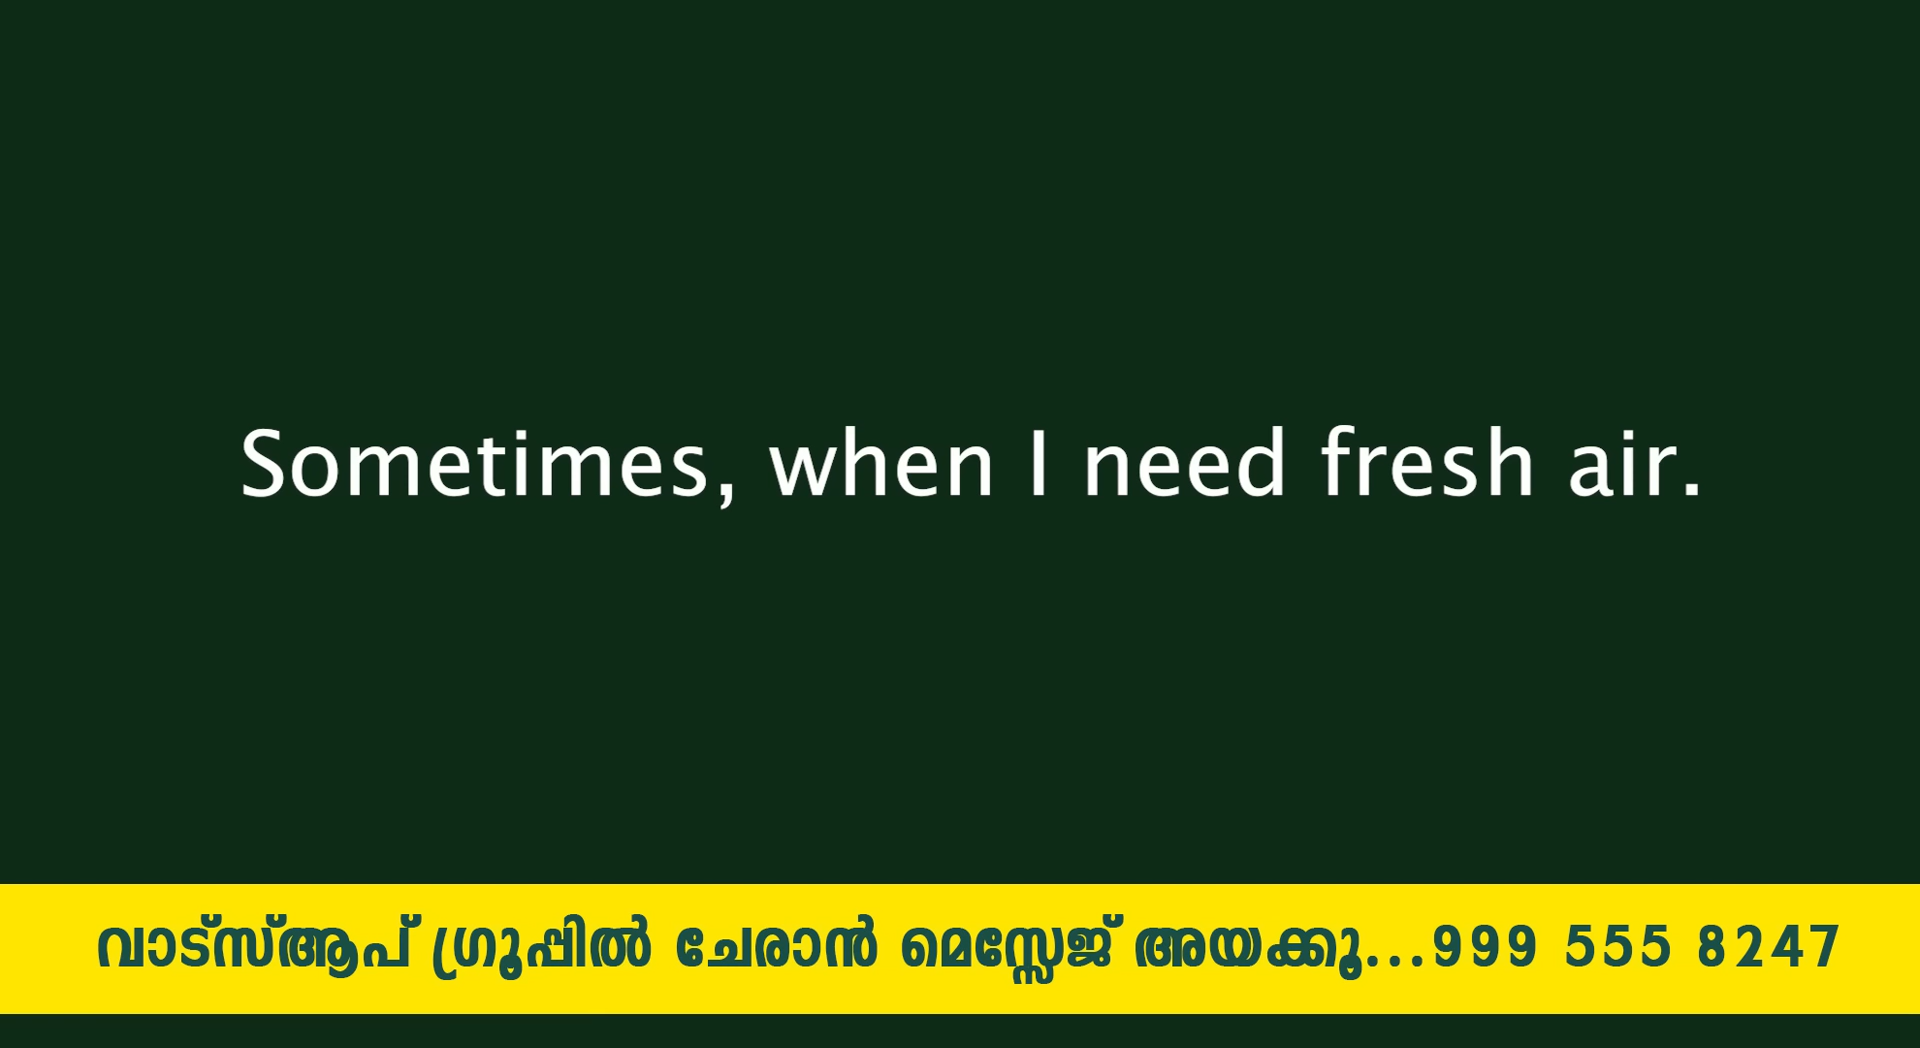 Sometimes, when I need fresh air.
വാട്സ്ആപ് ഗ്രൂപ്പിൽ ചേരാൻ മെസ്സേജ് അയക്കൂ...999 555 8247